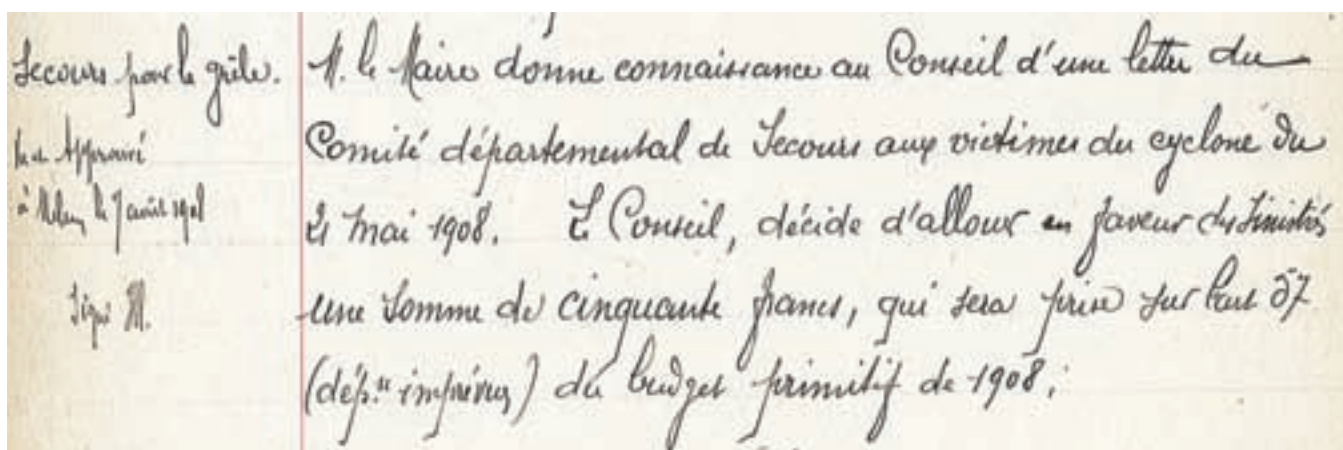 Secours pour la grêle.
Vu et Approuvé
à Melun le 7 août 1908
Signé
M. le Maire donne connaissance au Conseil d'une lettre du
Comité départemental de Secours aux victimes du cyclone du
21 mai 1908. Le Conseil, décide d'allouer en faveur des Sinistrés
une Somme de cinquante francs, qui sera prise sur l'art 57
(dép.ses imprévues) du budget primitif de 1908;